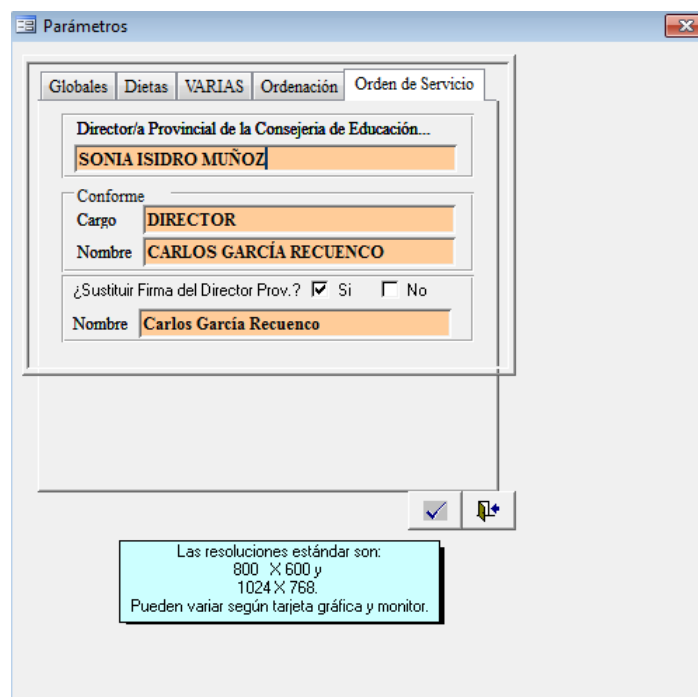 Parámetros
Globales Dietas VARIAS Ordenación Orden de Servicio
Director/a Provincial de la Consejeria de Educación...
SONIA ISIDRO MUÑOZ
Conforme
Cargo DIRECTOR
Nombre CARLOS GARCÍA RECUENCO
¿Sustituir Firma del Director Prov.? Si No
Nombre Carlos García Recuenco
Las resoluciones estándar son:
800 X 600 y
1024 X 768.
Pueden variar según tarjeta gráfica y monitor.